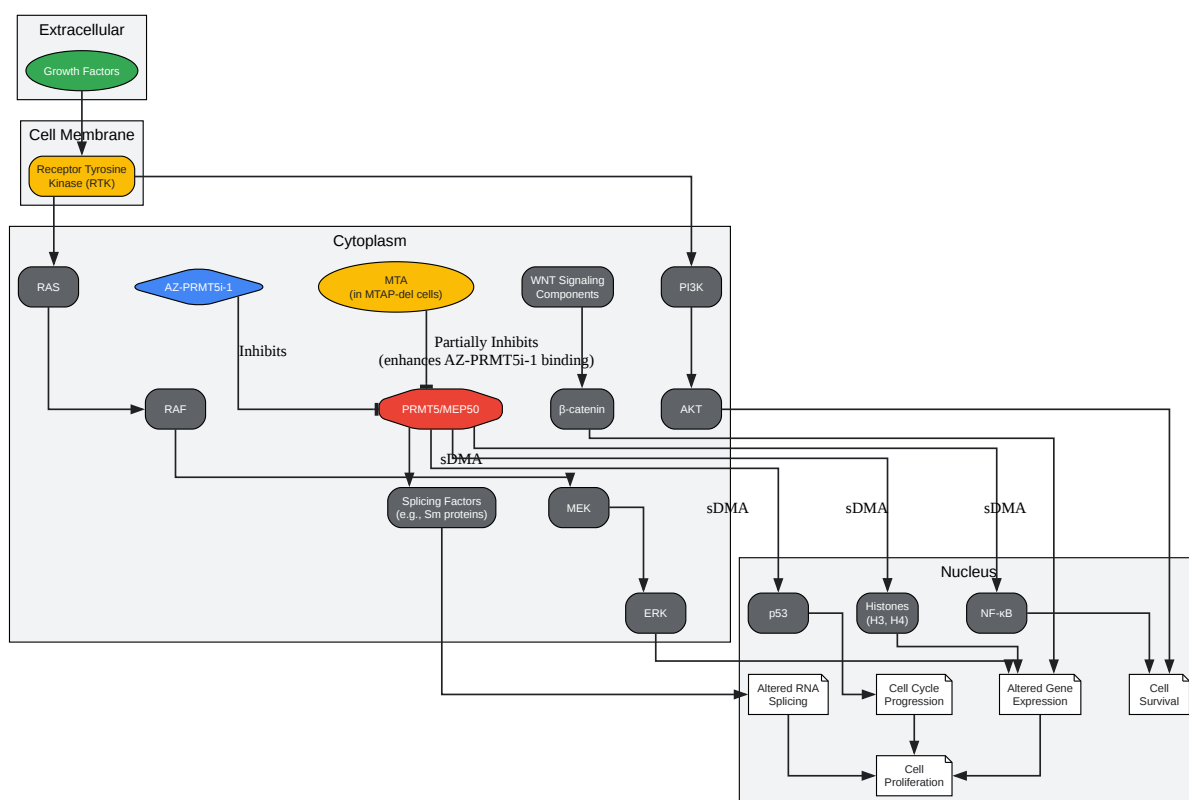 Extracellular
Growth Factors
Cell Membrane
Receptor Tyrosine
Kinase (RTK)
Cytoplasm
RAS
AZ-PRMT5i-1
MTA
(in MTAP-del cells)
WNT Signaling
Components
PI3K
Inhibits
Partially Inhibits
(enhances AZ-PRMT5i-1 binding)
RAF
PRMT5/MEP50
β-catenin
AKT
sDMA
Splicing Factors
(e.g., Sm proteins)
MEK
sDMA
sDMA
sDMA
Nucleus
ERK
p53
Histones
(H3, H4)
NF-κB
Altered RNA
Splicing
Cell Cycle
Progression
Altered Gene
Expression
Cell
Survival
Cell
Proliferation